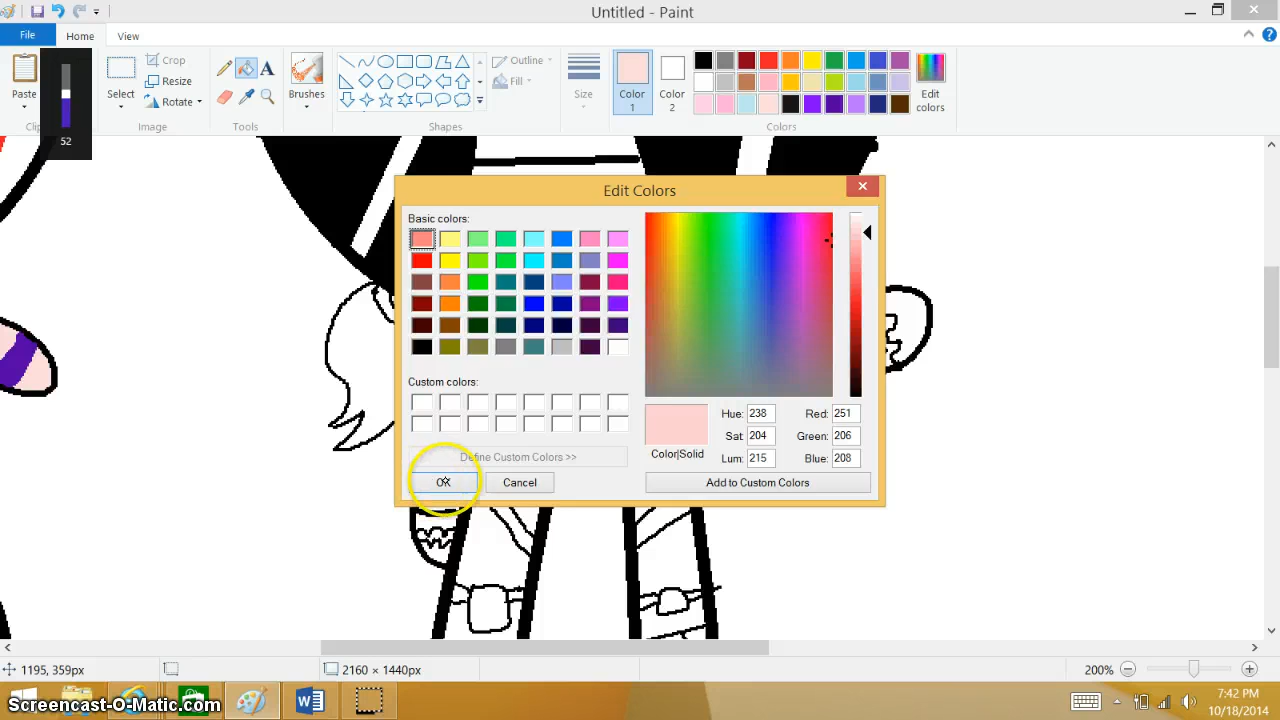 Untitled - Paint
File Home View
Paste
Select
Crop
Resize
Rotate
Image
Tools
Brushes
Shapes
Outline
Fill
Size
Color 1
Color 2
Edit colors
Colors
52
Edit Colors
Basic colors:
Custom colors:
Define Custom Colors >>
OK
Cancel
Color|Solid
Hue: 238
Sat: 204
Lum: 215
Red: 251
Green: 206
Blue: 208
Add to Custom Colors
1195, 359px
2160 × 1440px
200%
Screencast-O-Matic.com
7:42 PM
10/18/2014